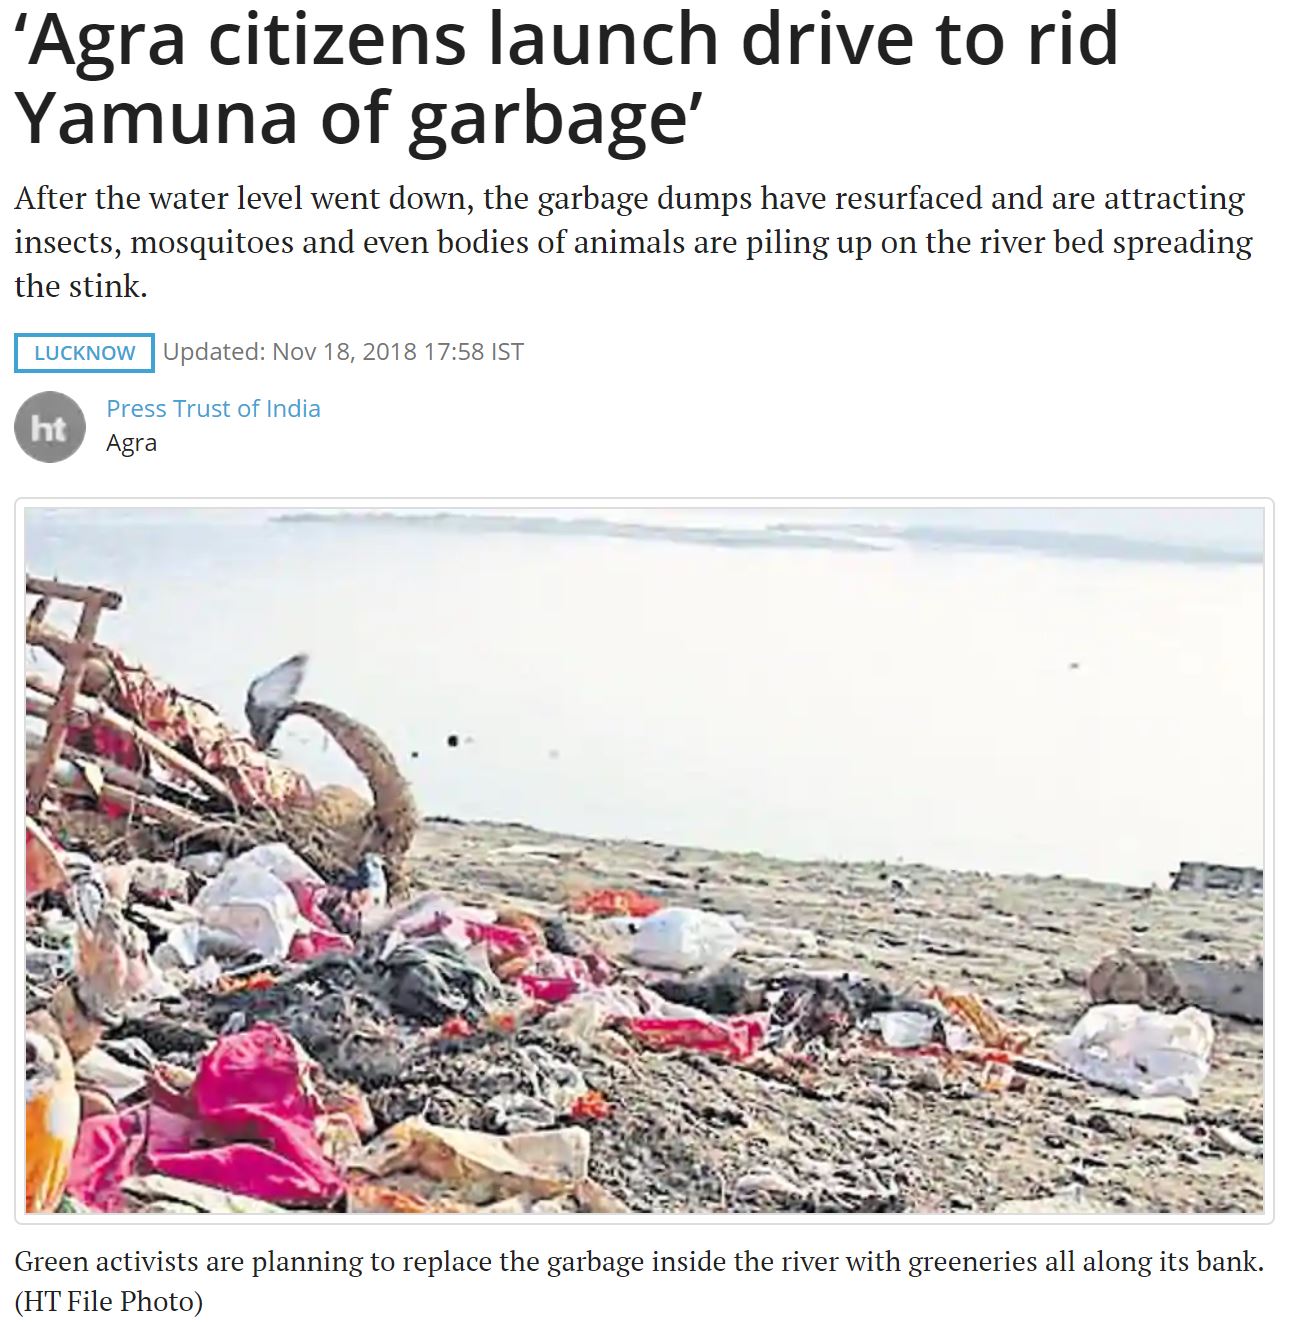 ‘Agra citizens launch drive to rid
Yamuna of garbage’
After the water level went down, the garbage dumps have resurfaced and are attracting
insects, mosquitoes and even bodies of animals are piling up on the river bed spreading
the stink.
LUCKNOW Updated: Nov 18, 2018 17:58 IST
ht
Press Trust of India
Agra
Green activists are planning to replace the garbage inside the river with greeneries all along its bank.
(HT File Photo)